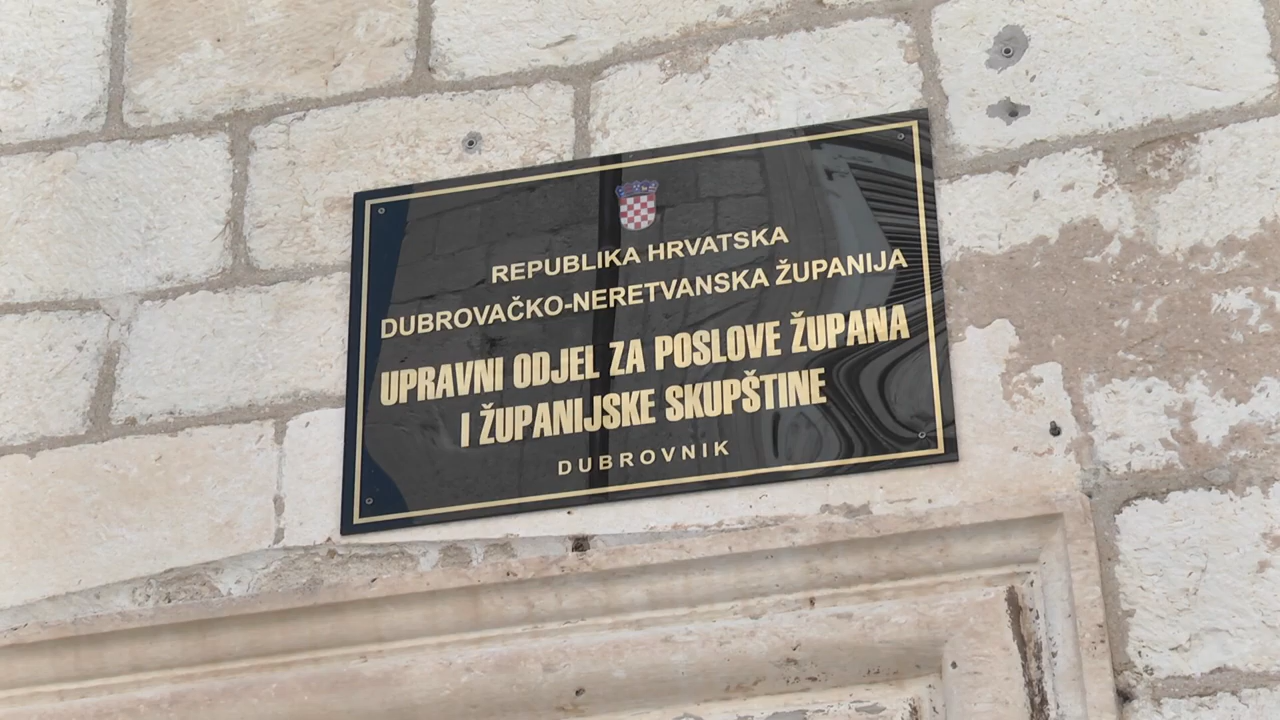 REPUBLIKA HRVATSKA
DUBROVAČKO-NERETVANSKA ŽUPANIJA
UPRAVNI ODJEL ZA POSLOVE ŽUPANA
I ŽUPANIJSKE SKUPŠTINE
DUBROVNIK